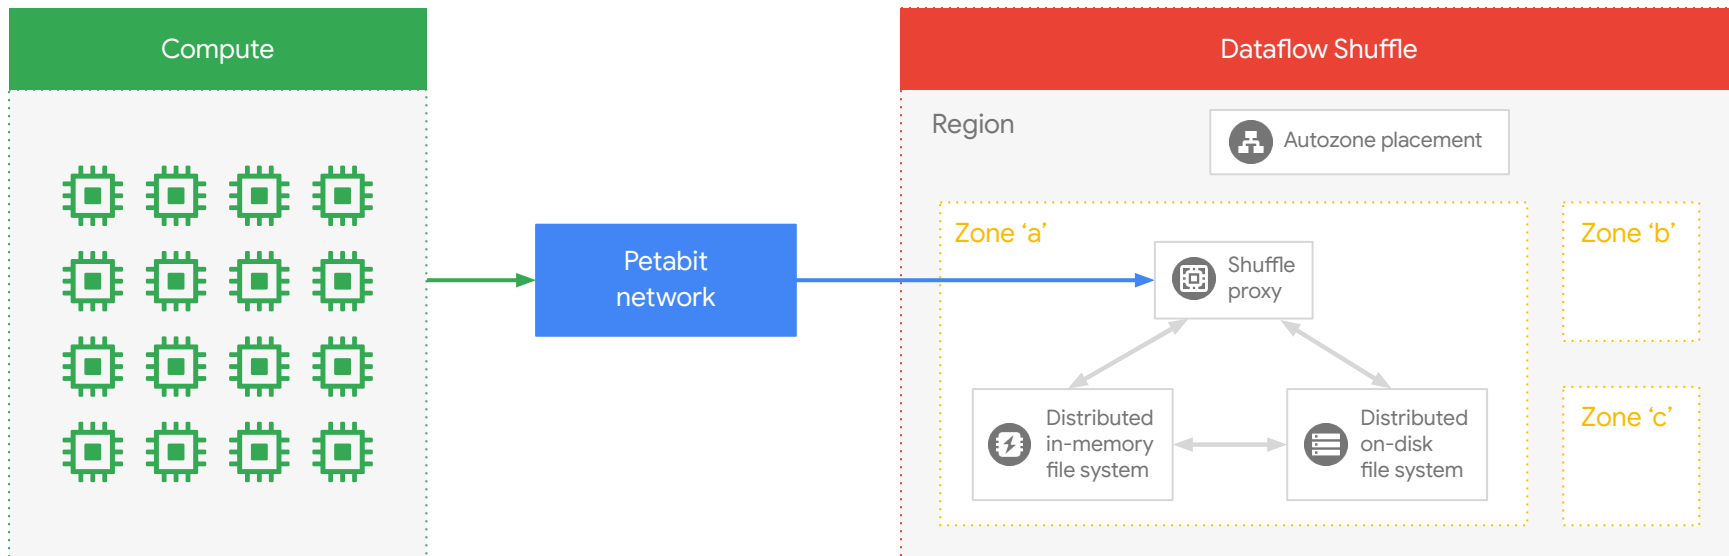 Compute
Dataflow Shuffle
Region
Autozone placement
Petabit
network
Zone ‘a’
Shuffle
proxy
Distributed
in-memory
file system
Distributed
on-disk
file system
Zone ‘b’
Zone ‘c’